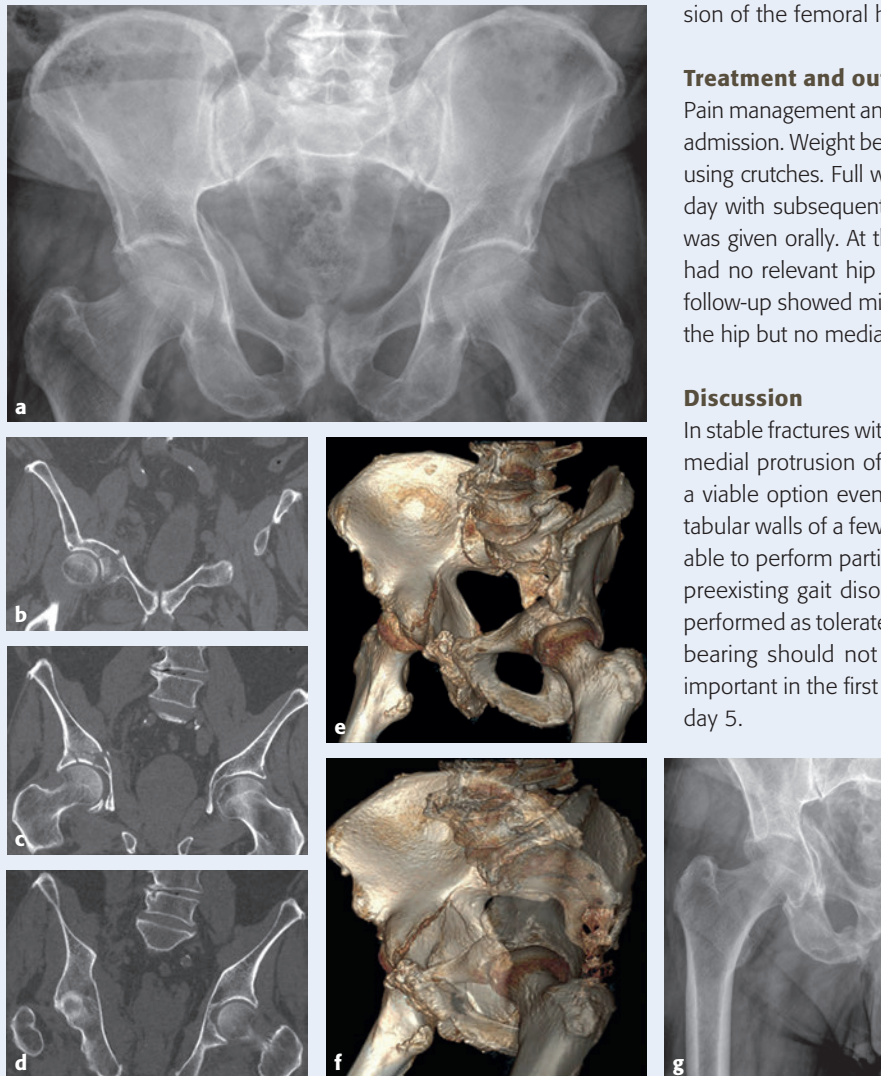 sion of the femoral h
Treatment and ou
Pain management an
admission. Weight be
using crutches. Full w
day with subsequent
was given orally. At th
had no relevant hip
follow-up showed mi
the hip but no media
Discussion
In stable fractures wit
medial protrusion of
a viable option even
tabular walls of a few
able to perform parti
preexisting gait diso
performed as tolerate
bearing should not
important in the first
day 5.
a
b
c
d
e
f
g